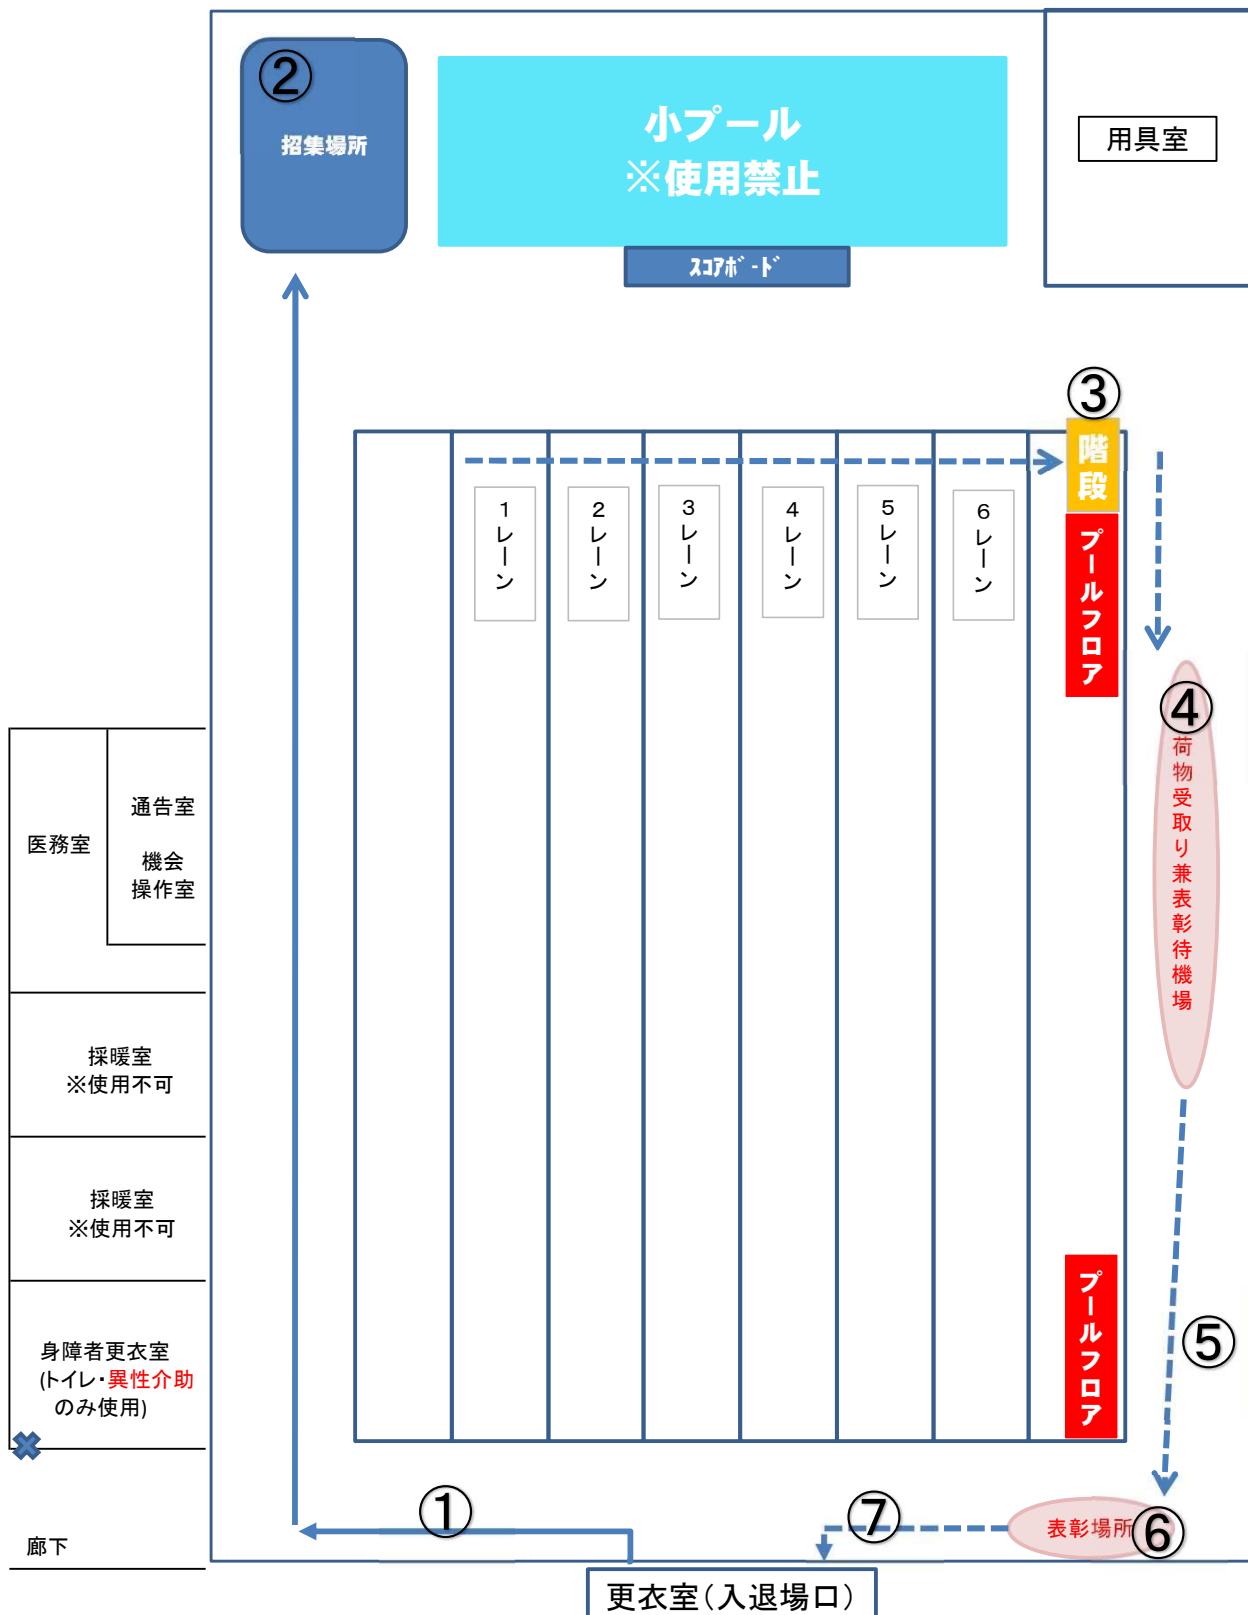 ②
招集場所
小プール
※使用禁止
用具室
ｽｺｱﾎﾞｰﾄﾞ
③
階段
1レーン
2レーン
3レーン
4レーン
5レーン
6レーン
プールフロア
④
荷物受取り兼表彰待機場
医務室
通告室
機会
操作室
採暖室
※使用不可
採暖室
※使用不可
身障者更衣室
(トイレ・異性介助
のみ使用)
プールフロア
⑤
①
⑦
表彰場所
⑥
廊下
更衣室（入退場口）